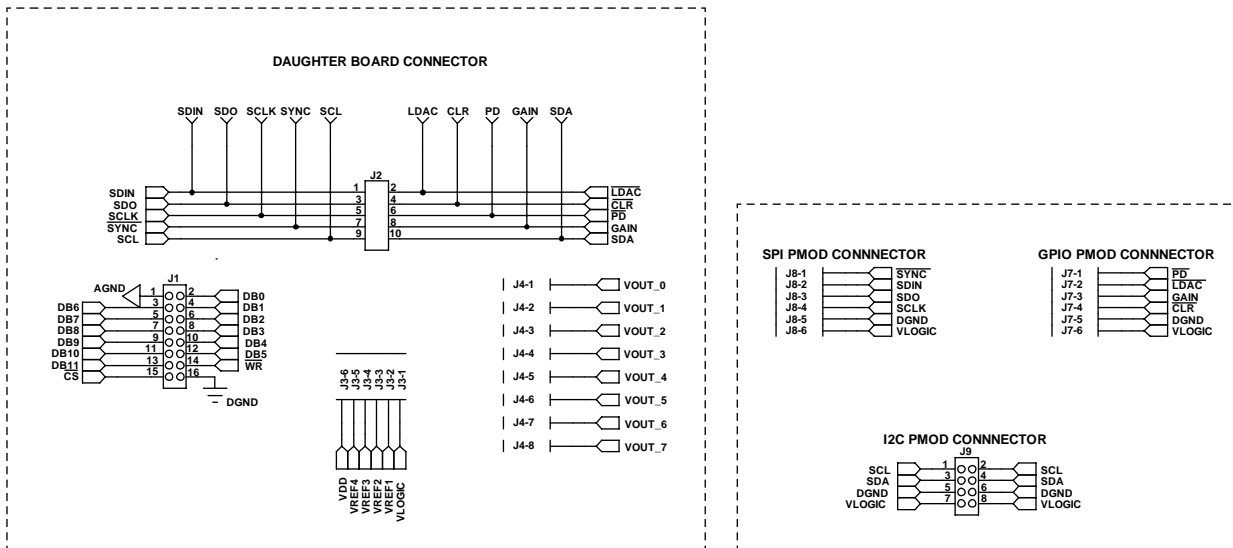 DAUGHTER BOARD CONNECTOR
SDIN SDO SCLK SYNC SCL LDAC CLR PD GAIN SDA
J2
SDIN 1 2 LDAC
SDO 3 4 CLR
SCLK 5 6 PD
SYNC 7 8 GAIN
SCL 9 10 SDA
J1
AGND 1 2 DB0
DB6 3 4 DB1
DB7 5 6 DB2
DB8 7 8 DB3
DB9 9 10 DB4
DB10 11 12 DB5
DB11 13 14 WR
CS 15 16
DGND
J3-6 J3-5 J3-4 J3-3 J3-2 J3-1
VDD VREF4 VREF3 VREF2 VREF1 VLOGIC
J4-1 VOUT_0
J4-2 VOUT_1
J4-3 VOUT_2
J4-4 VOUT_3
J4-5 VOUT_4
J4-6 VOUT_5
J4-7 VOUT_6
J4-8 VOUT_7
SPI PMOD CONNNECTOR
J8-1 SYNC
J8-2 SDIN
J8-3 SDO
J8-4 SCLK
J8-5 DGND
J8-6 VLOGIC
GPIO PMOD CONNNECTOR
J7-1 PD
J7-2 LDAC
J7-3 GAIN
J7-4 CLR
J7-5 DGND
J7-6 VLOGIC
I2C PMOD CONNNECTOR
J9
SCL 1 2 SCL
SDA 3 4 SDA
DGND 5 6 DGND
VLOGIC 7 8 VLOGIC